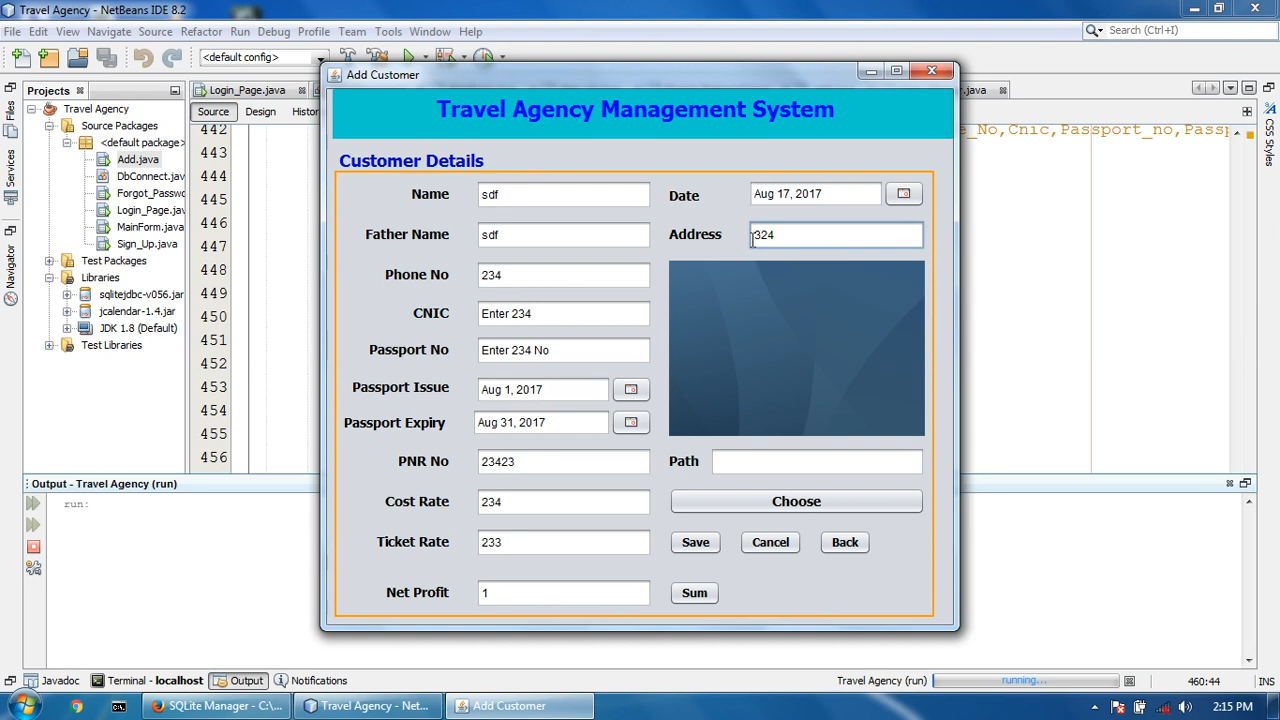 Travel Agency - NetBeans IDE 8.2
File Edit View Navigate Source Refactor Run Debug Profile Team Tools Window Help
Search (Ctrl+I)
<default config>
Projects
Login_Page.java
Source Design Histor
Files
Services
Navigator
CSS Styles
Travel Agency
Source Packages
<default package>
Add.java
DbConnect.java
Forgot_Passwo
Login_Page.jav
MainForm.java
Sign_Up.java
Test Packages
Libraries
sqlitejdbc-v056.jar
jcalendar-1.4.jar
JDK 1.8 (Default)
Test Libraries
442
443
444
445
446
447
448
449
450
451
452
453
454
455
456
e_No,Cnic,Passport_no,Passp
Add Customer
Travel Agency Management System
Customer Details
Name sdf Date Aug 17, 2017
Father Name sdf Address 324
Phone No 234
CNIC Enter 234
Passport No Enter 234 No
Passport Issue Aug 1, 2017
Passport Expiry Aug 31, 2017
PNR No 23423 Path
Cost Rate 234 Choose
Ticket Rate 233 Save Cancel Back
Net Profit 1 Sum
Output - Travel Agency (run)
run:
Javadoc Terminal - localhost Output Notifications Travel Agency (run) running... 460:44 INS
SQLite Manager - C:\... Travel Agency - Net... Add Customer 2:15 PM